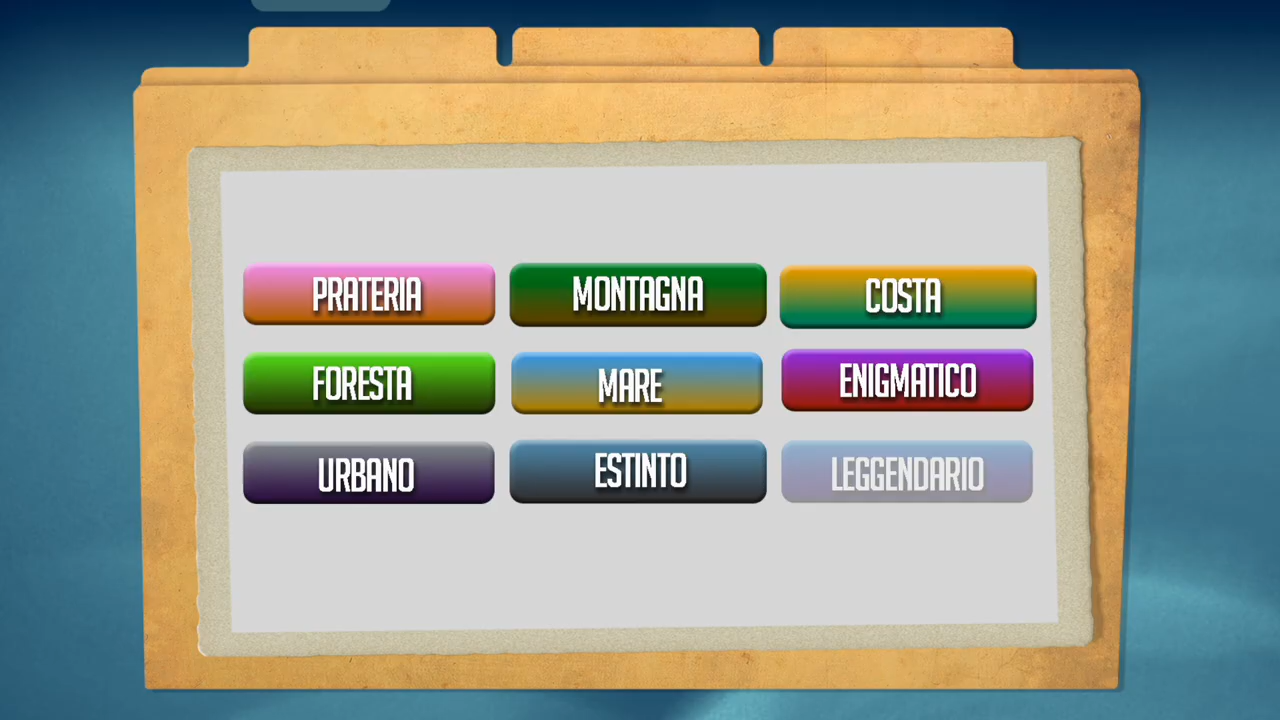 PRATERIA
MONTAGNA
COSTA
FORESTA
MARE
ENIGMATICO
URBANO
ESTINTO
LEGGENDARIO